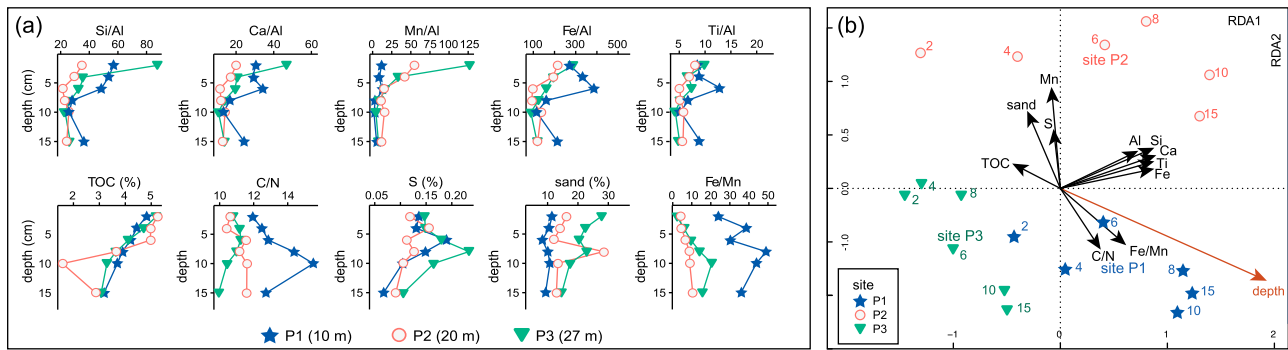 (a)
Si/Al Ca/Al Mn/Al Fe/Al Ti/Al
20 40 60 80
20 40 60
0 25 50 75 100 125
100 300 500
5 10 15 20
depth (cm) depth depth depth depth
5
10
15
5
10
15
5
10
15
5
10
15
5
10
15
TOC (%) C/N S (%) sand (%) Fe/Mn
2 3 4 5
10 12 14
0.05 0.15 0.20
10 20 30
0 10 20 30 40 50
depth (cm) depth depth depth depth
5
10
15
5
10
15
5
10
15
5
10
15
5
10
15
P1 (10 m) P2 (20 m) P3 (27 m)
(b)
RDA1
RDA2
2 4 6 8 10 15
site P2
Mn
sand
S
TOC
Al Si
Ca
Ti
Fe
4 2 8 6 10 15
site P3
2 4 6 8 15 10
site P1
C/N
Fe/Mn
depth
1.0
0.5
0.0
−1.0
−1 0 1 2
site
P1
P2
P3